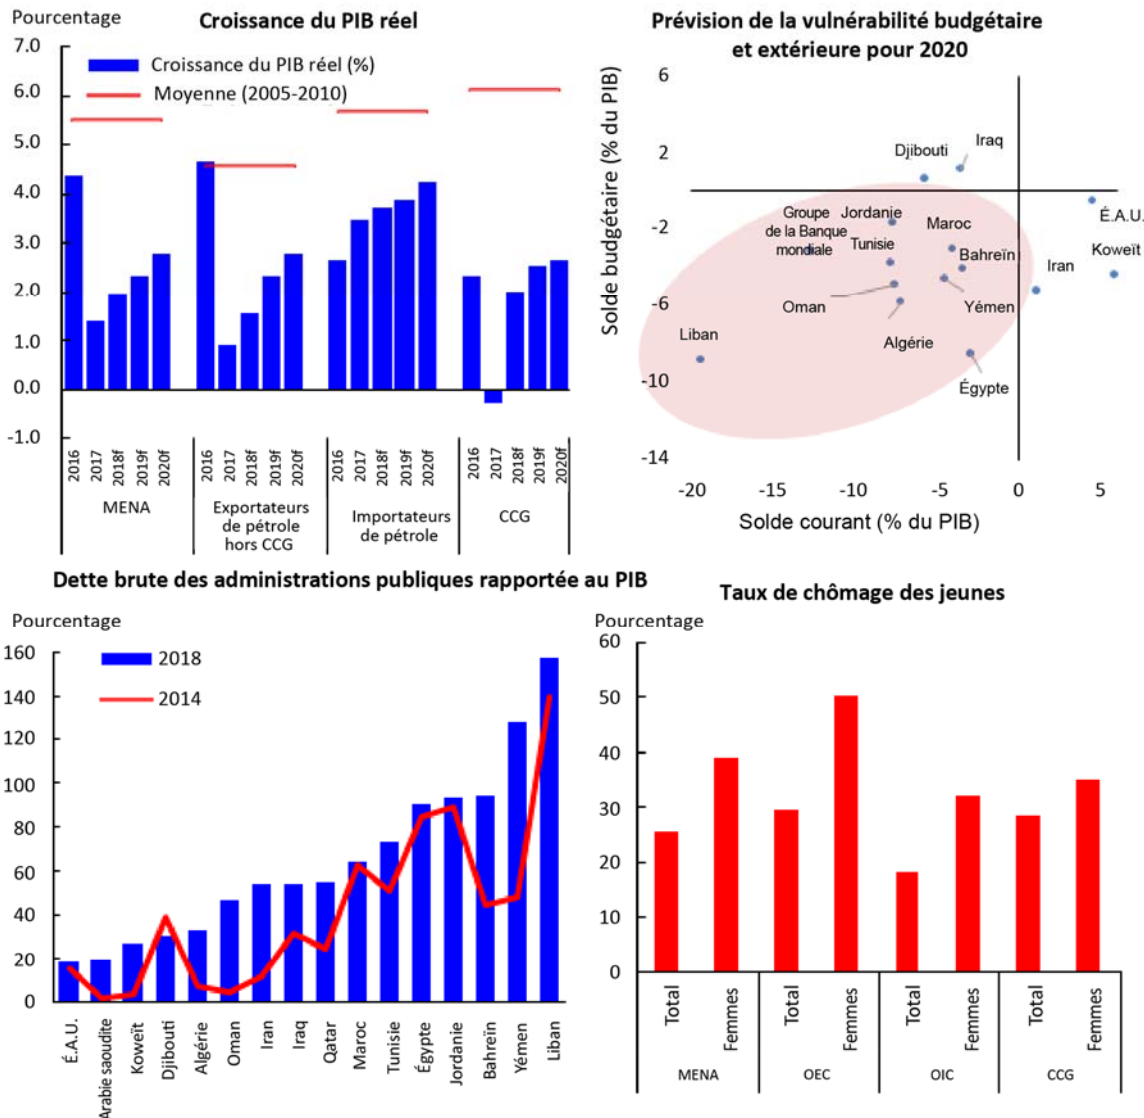 Pourcentage
Croissance du PIB réel
7.0
6.0
5.0
4.0
3.0
2.0
1.0
0.0
-1.0
Croissance du PIB réel (%)
Moyenne (2005-2010)
2016
2017
2018f
2019f
2020f
2016
2017
2018f
2019f
2020f
2016
2017
2018f
2019f
2020f
2016
2017
2018f
2019f
2020f
MENA
Exportateurs
de pétrole
hors CCG
Importateurs
de pétrole
CCG
Prévision de la vulnérabilité budgétaire
et extérieure pour 2020
Solde budgétaire (% du PIB)
6
2
-2
-6
-10
-14
Djibouti
Iraq
É.A.U.
Koweït
Iran
Groupe
de la Banque
mondiale
Jordanie
Tunisie
Maroc
Bahreïn
Oman
Yémen
Algérie
Liban
Égypte
-20
-15
-10
-5
0
5
Solde courant (% du PIB)
Dette brute des administrations publiques rapportée au PIB
Pourcentage
160
140
120
100
80
60
40
20
0
2018
2014
É.A.U.
Arabie saoudite
Koweït
Djibouti
Algérie
Oman
Iran
Iraq
Qatar
Maroc
Tunisie
Égypte
Jordanie
Bahreïn
Yémen
Liban
Taux de chômage des jeunes
Pourcentage
60
50
40
30
20
10
0
Total
Femmes
Total
Femmes
Total
Femmes
Total
Femmes
MENA
OEC
OIC
CCG